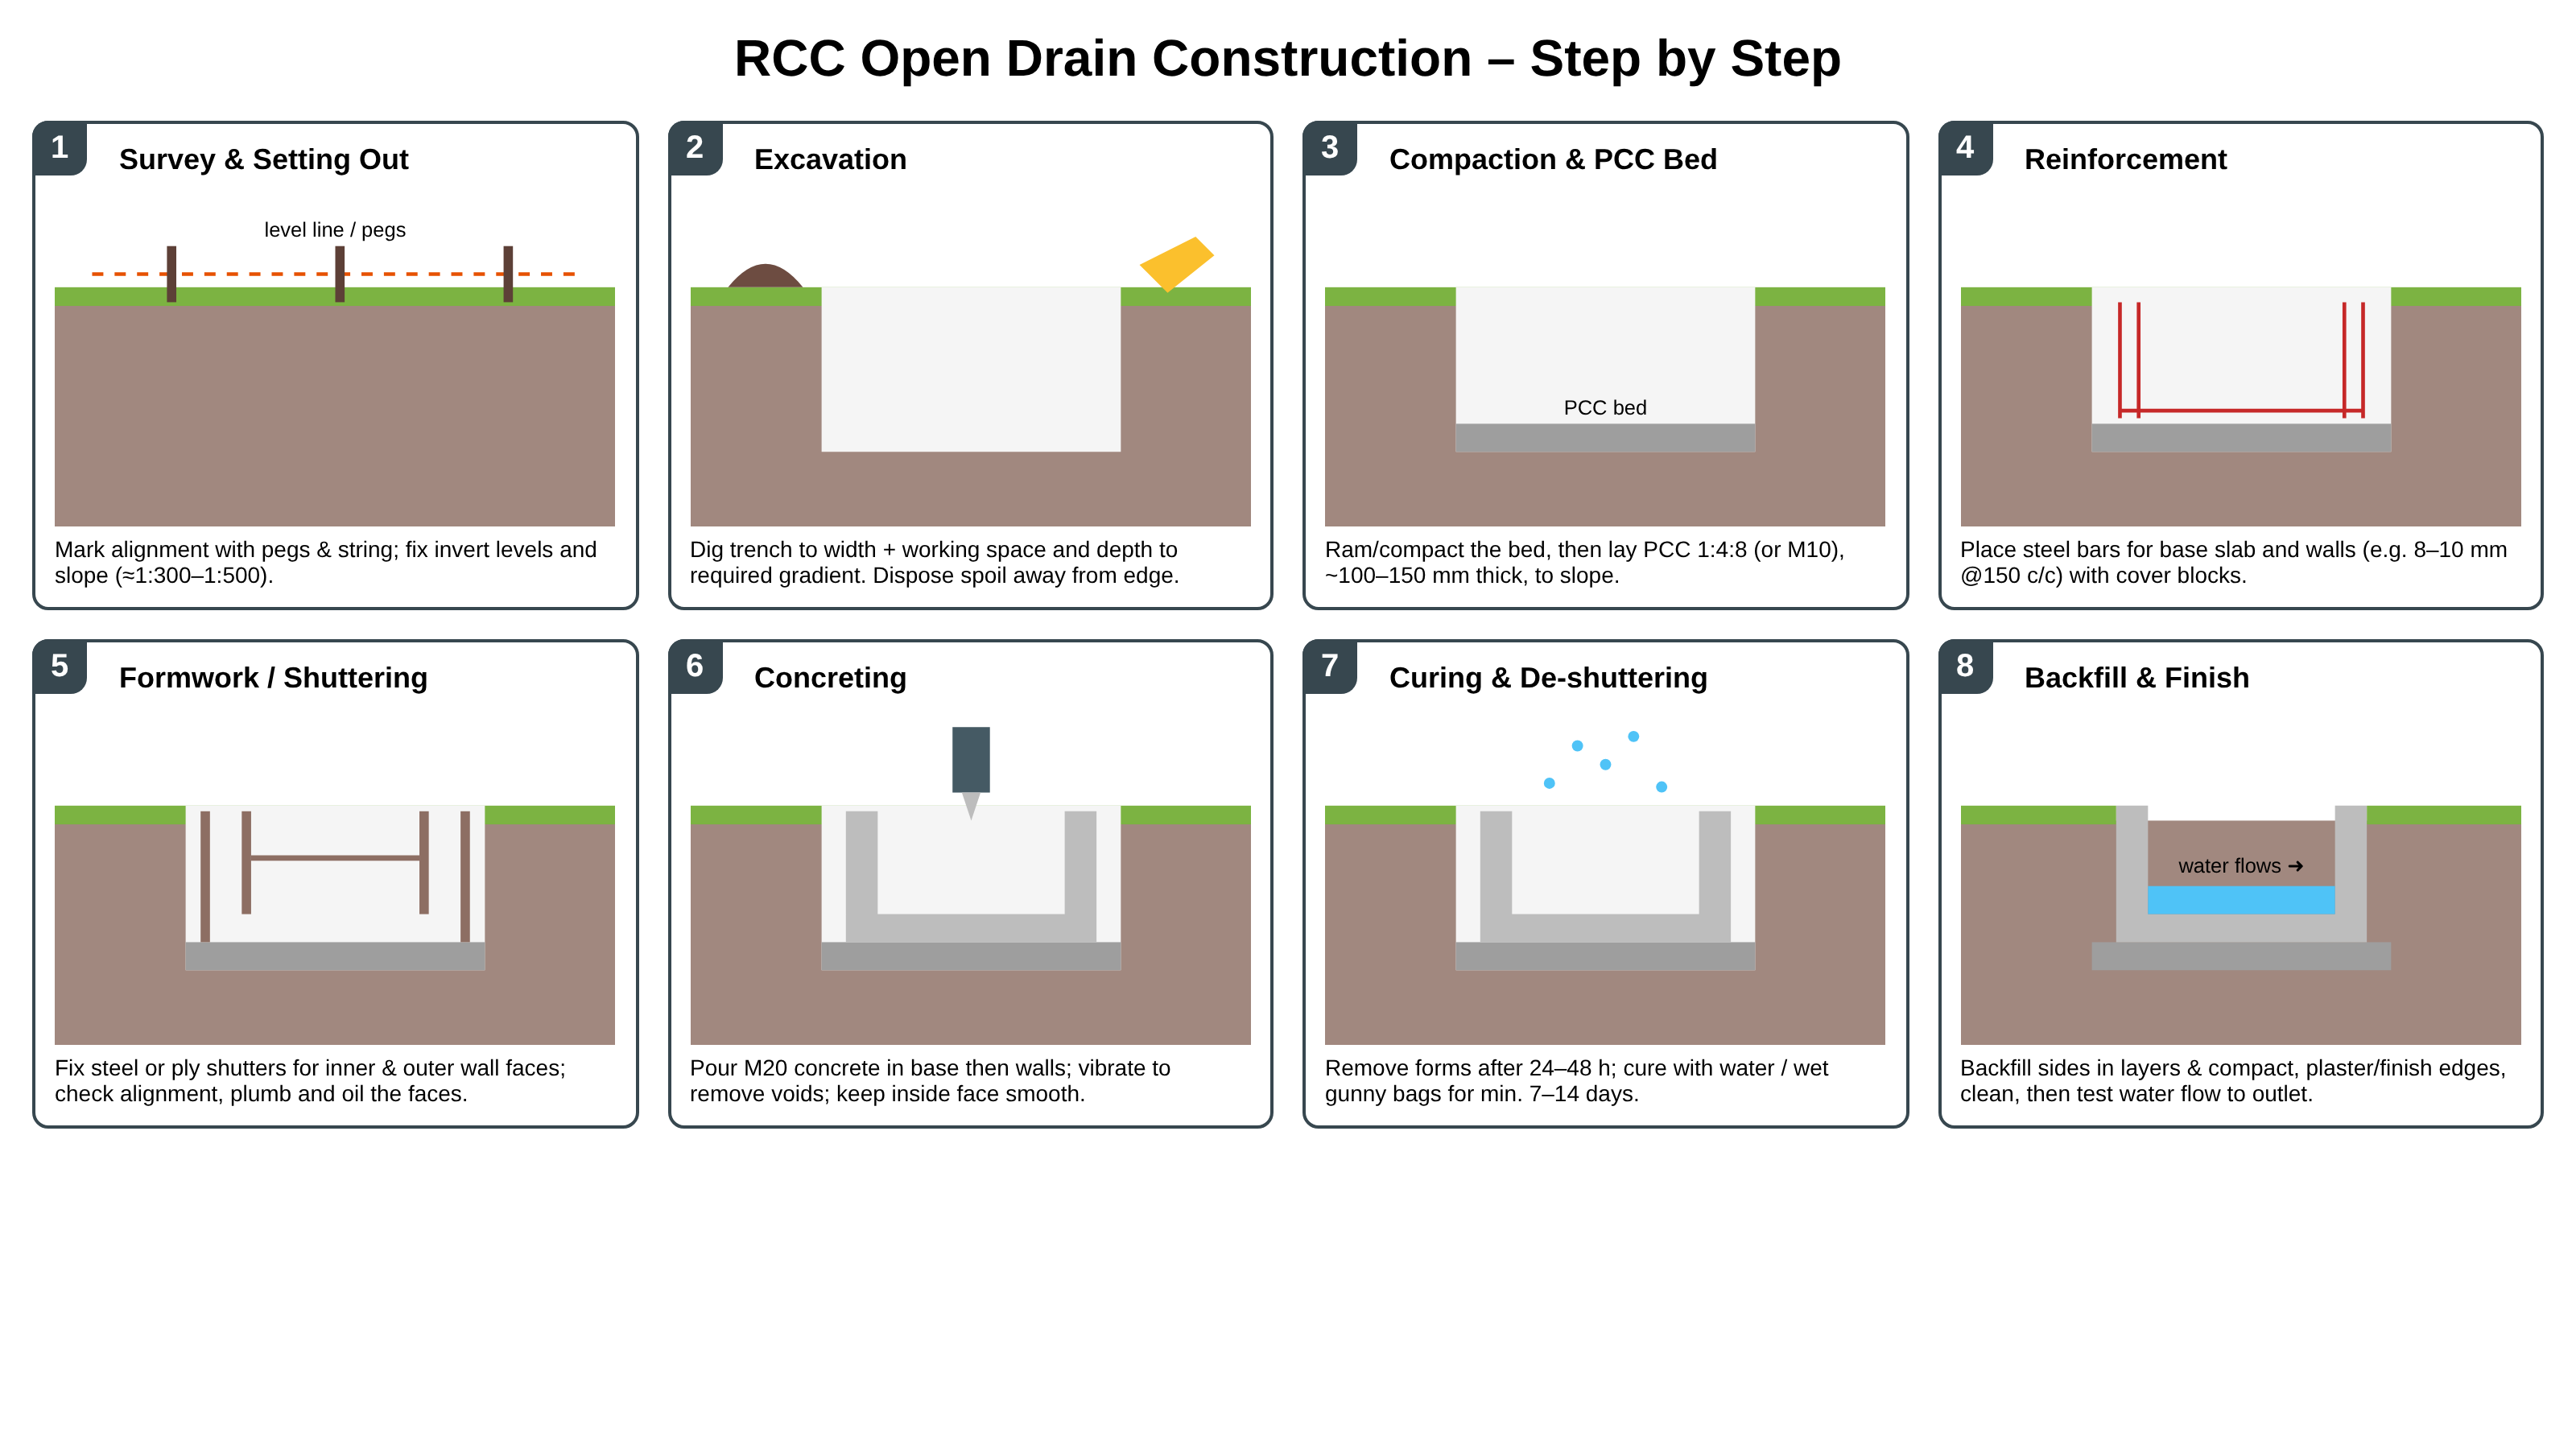 RCC Open Drain Construction – Step by Step
1
Survey & Setting Out
level line / pegs
Mark alignment with pegs & string; fix invert levels and
slope (≈1:300–1:500).
2
Excavation
Dig trench to width + working space and depth to
required gradient. Dispose spoil away from edge.
3
Compaction & PCC Bed
PCC bed
Ram/compact the bed, then lay PCC 1:4:8 (or M10),
~100–150 mm thick, to slope.
4
Reinforcement
Place steel bars for base slab and walls (e.g. 8–10 mm
@150 c/c) with cover blocks.
5
Formwork / Shuttering
Fix steel or ply shutters for inner & outer wall faces;
check alignment, plumb and oil the faces.
6
Concreting
Pour M20 concrete in base then walls; vibrate to
remove voids; keep inside face smooth.
7
Curing & De-shuttering
Remove forms after 24–48 h; cure with water / wet
gunny bags for min. 7–14 days.
8
Backfill & Finish
water flows ➜
Backfill sides in layers & compact, plaster/finish edges,
clean, then test water flow to outlet.